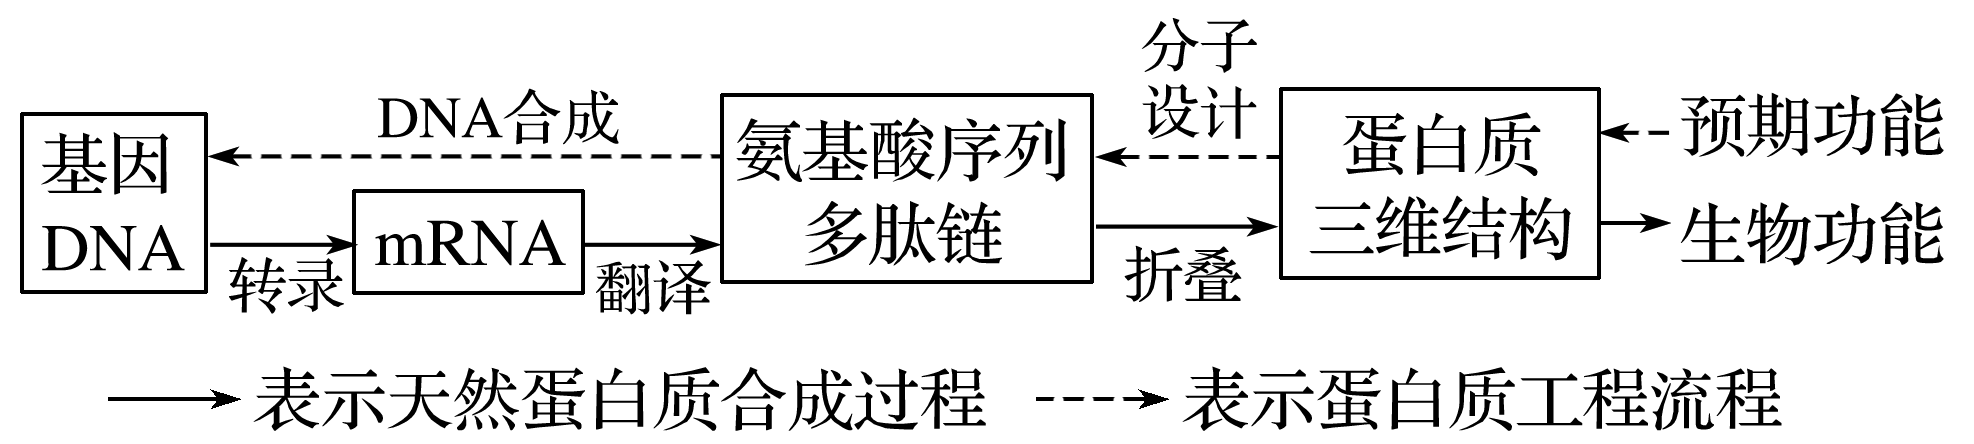 分子
设计
DNA合成
基因
DNA
转录
mRNA
翻译
氨基酸序列
多肽链
折叠
蛋白质
三维结构
预期功能
生物功能
表示天然蛋白质合成过程
表示蛋白质工程流程